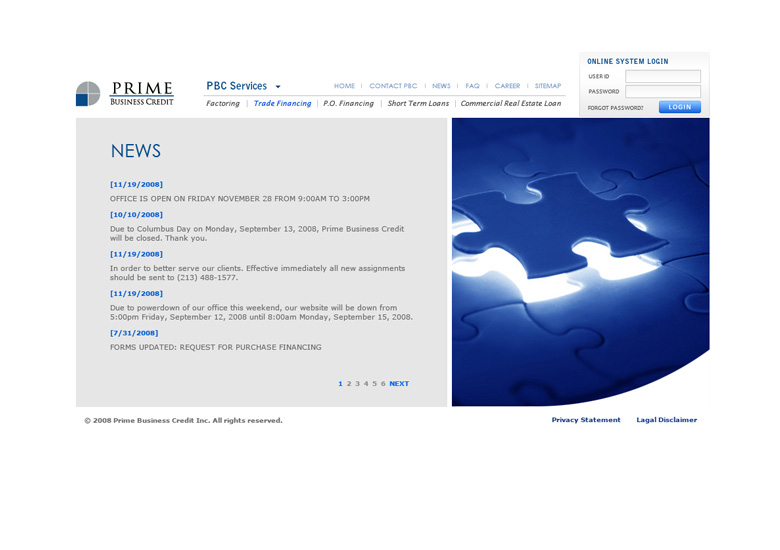 PRIME
BUSINESS CREDIT
PBC Services
HOME | CONTACT PBC | NEWS | FAQ | CAREER | SITEMAP
Factoring | Trade Financing | P.O. Financing | Short Term Loans | Commercial Real Estate Loan
ONLINE SYSTEM LOGIN
USER ID
PASSWORD
FORGOT PASSWORD? LOGIN
NEWS
[11/19/2008]
OFFICE IS OPEN ON FRIDAY NOVEMBER 28 FROM 9:00AM TO 3:00PM
[10/10/2008]
Due to Columbus Day on Monday, September 13, 2008, Prime Business Credit
will be closed. Thank you.
[11/19/2008]
In order to better serve our clients. Effective immediately all new assignments
should be sent to (213) 488-1577.
[11/19/2008]
Due to powerdown of our office this weekend, our website will be down from
5:00pm Friday, September 12, 2008 until 8:00am Monday, September 15, 2008.
[7/31/2008]
FORMS UPDATED: REQUEST FOR PURCHASE FINANCING
1 2 3 4 5 6 NEXT
© 2008 Prime Business Credit Inc. All rights reserved.
Privacy Statement Lagal Disclaimer